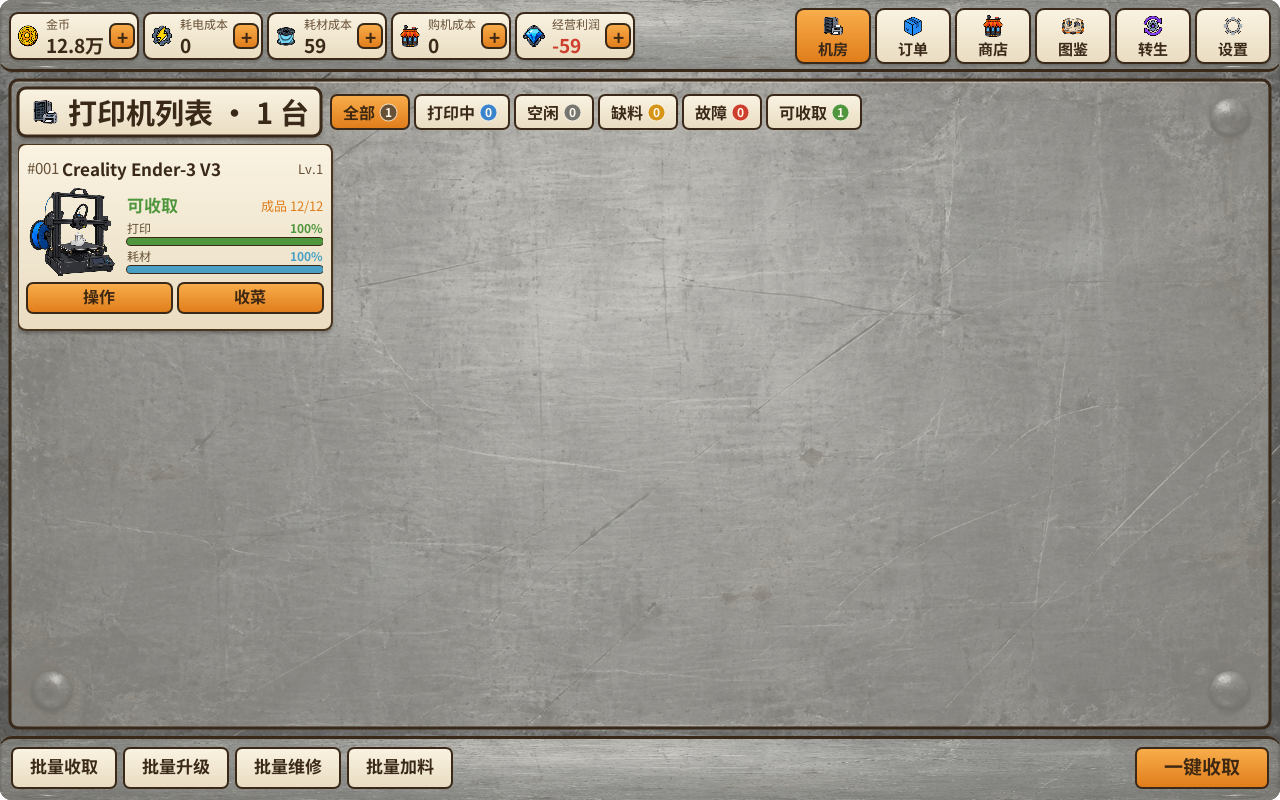 金币
12.8万
+
耗电成本
0
+
耗材成本
59
+
购机成本
0
+
经营利润
-59
+
机房
订单
商店
图鉴
转生
设置
打印机列表 · 1 台
全部 1
打印中 0
空闲 0
缺料 0
故障 0
可收取 1
#001 Creality Ender-3 V3 Lv.1
可收取 成品 12/12
打印 100%
耗材 100%
操作
收菜
批量收取
批量升级
批量维修
批量加料
一键收取